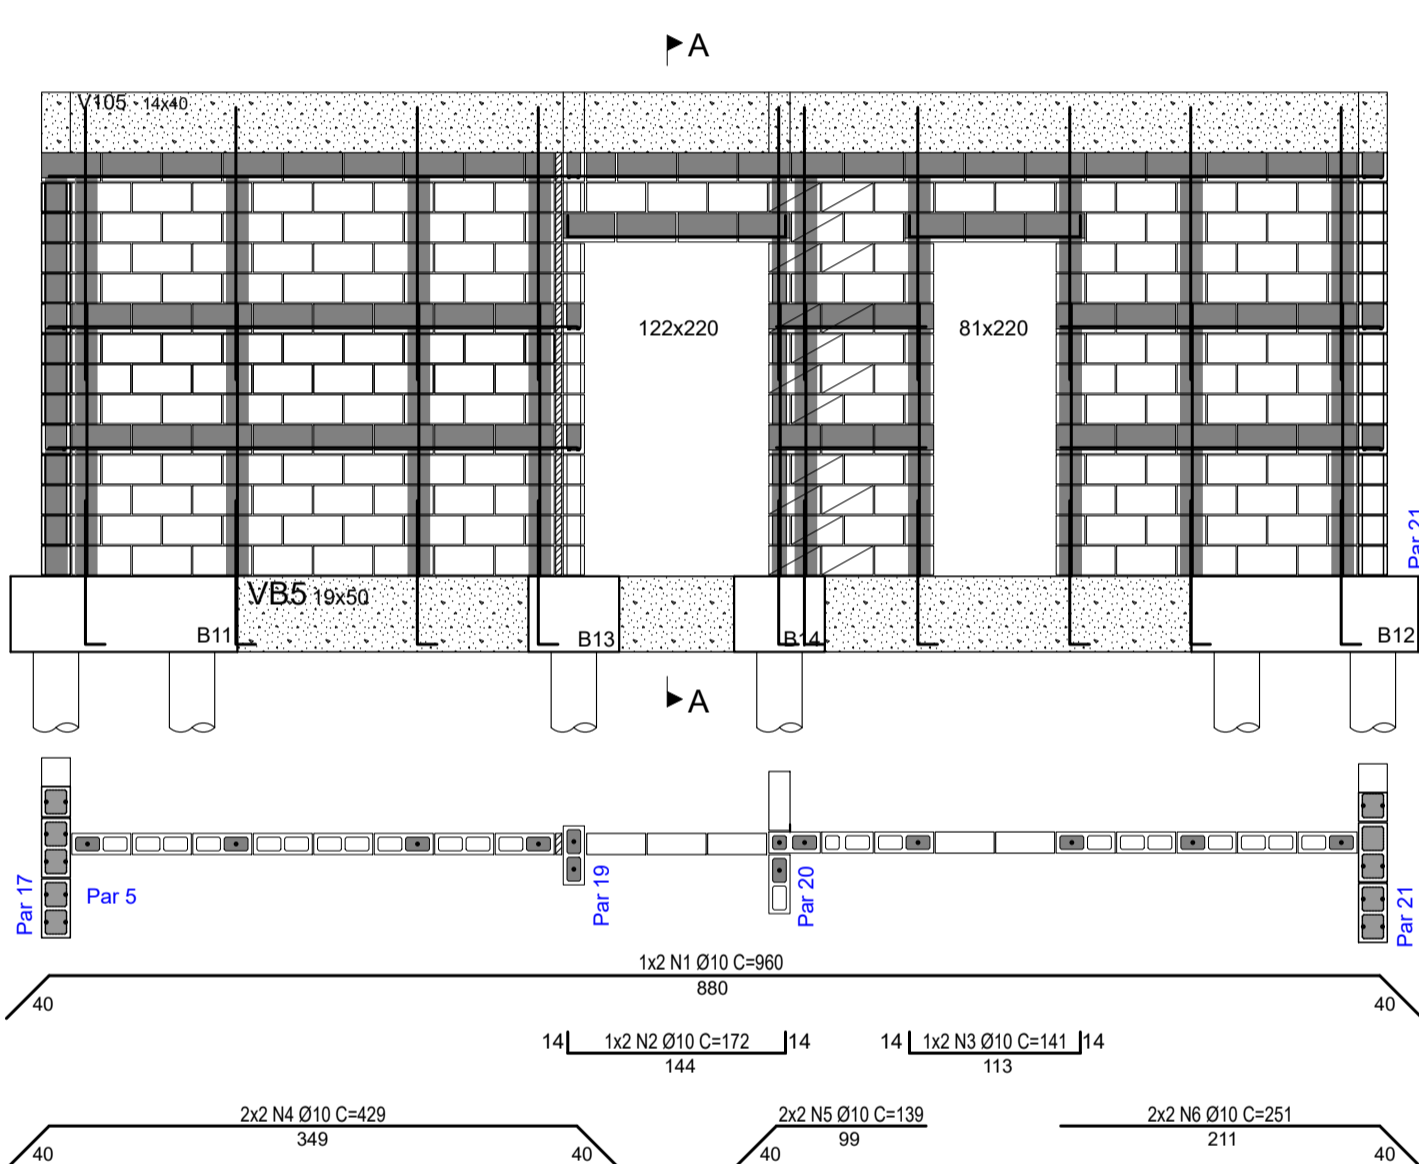 A
V105 14x40
122x220
81x220
Par 21
VB5 19x50
B11
B13
B14
B12
A
Par 17
Par 5
Par 19
Par 20
Par 21
1x2 N1 Ø10 C=960
880
40
40
14
1x2 N2 Ø10 C=172
14
144
14
1x2 N3 Ø10 C=141
14
113
2x2 N4 Ø10 C=429
349
40
40
2x2 N5 Ø10 C=139
99
40
2x2 N6 Ø10 C=251
211
40